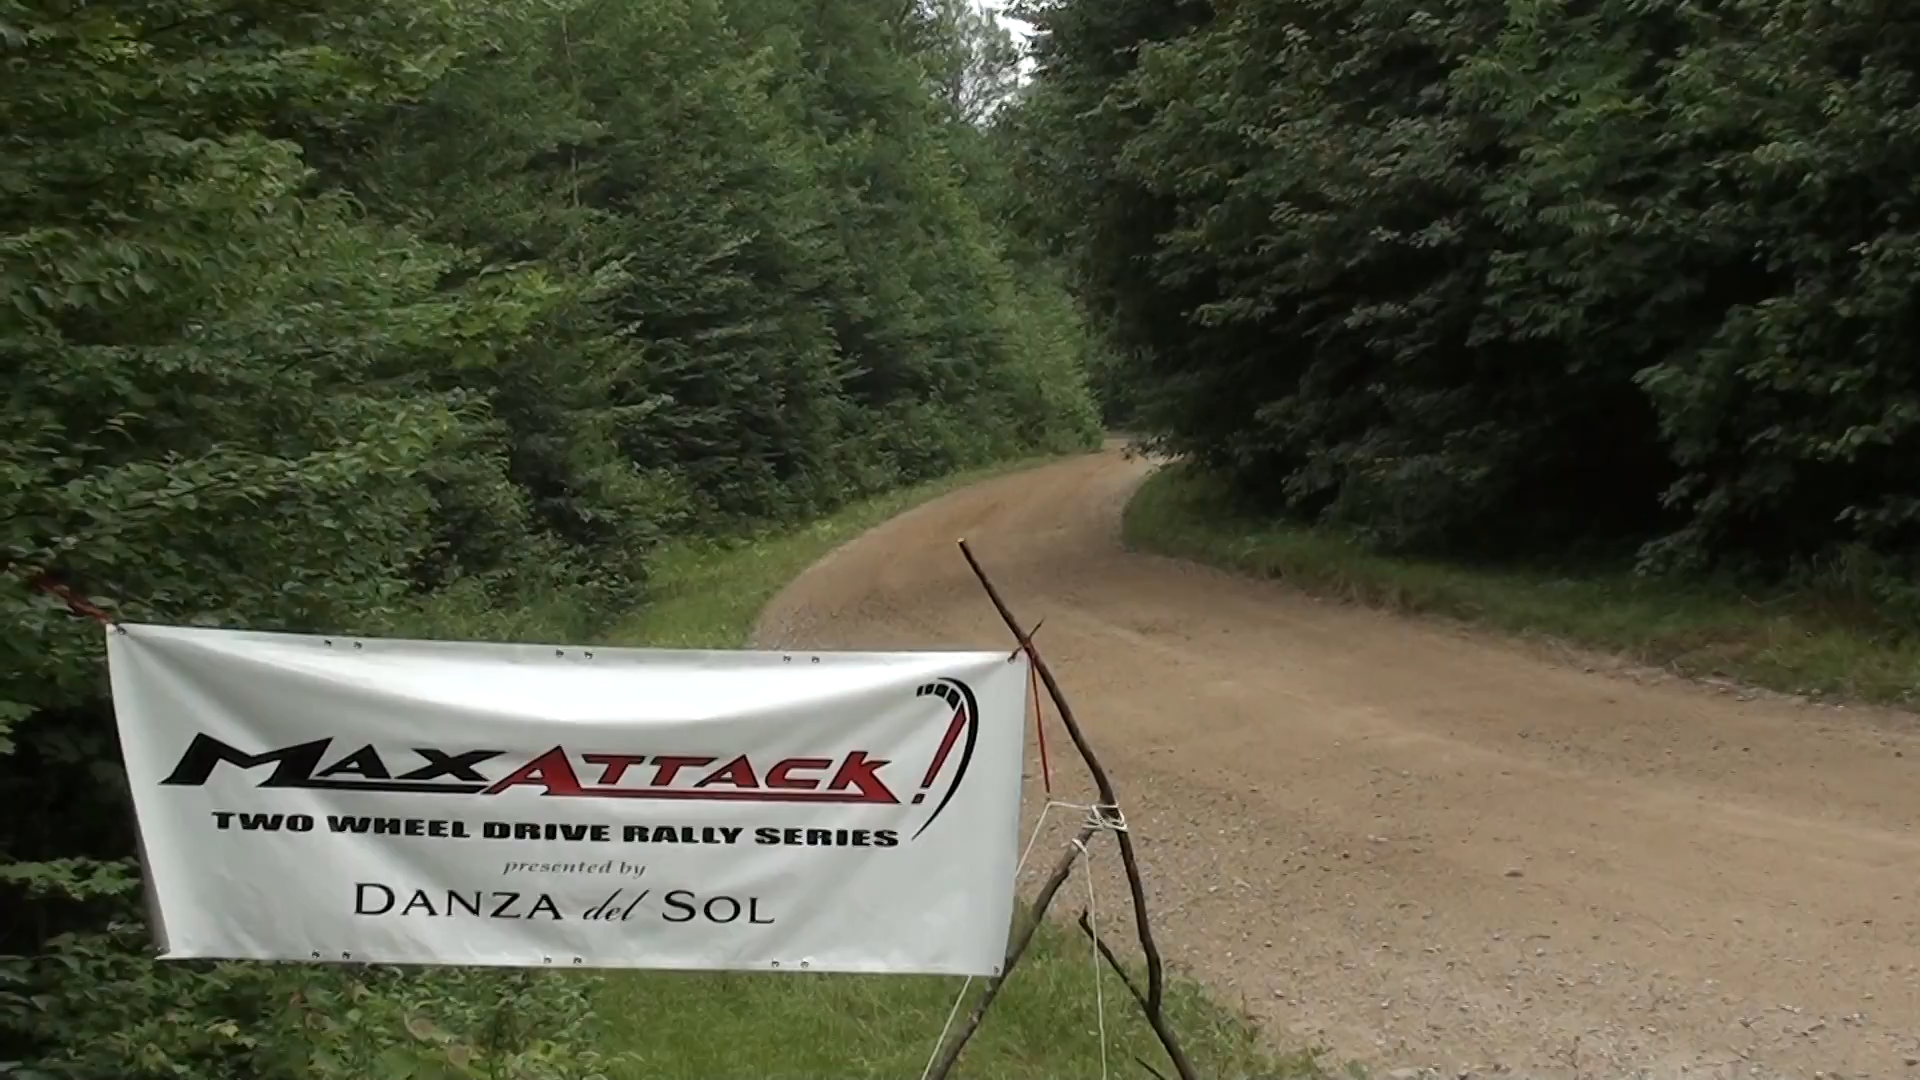 MAXATTACK!
TWO WHEEL DRIVE RALLY SERIES
presented by
DANZA del SOL